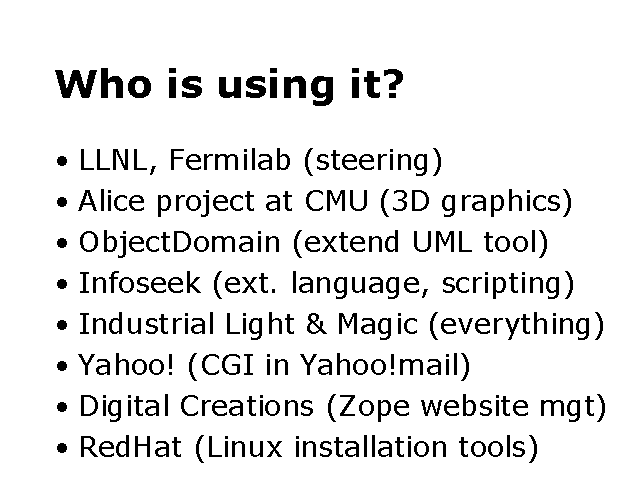 Who is using it?
• LLNL, Fermilab (steering)
• Alice project at CMU (3D graphics)
• ObjectDomain (extend UML tool)
• Infoseek (ext. language, scripting)
• Industrial Light & Magic (everything)
• Yahoo! (CGI in Yahoo!mail)
• Digital Creations (Zope website mgt)
• RedHat (Linux installation tools)